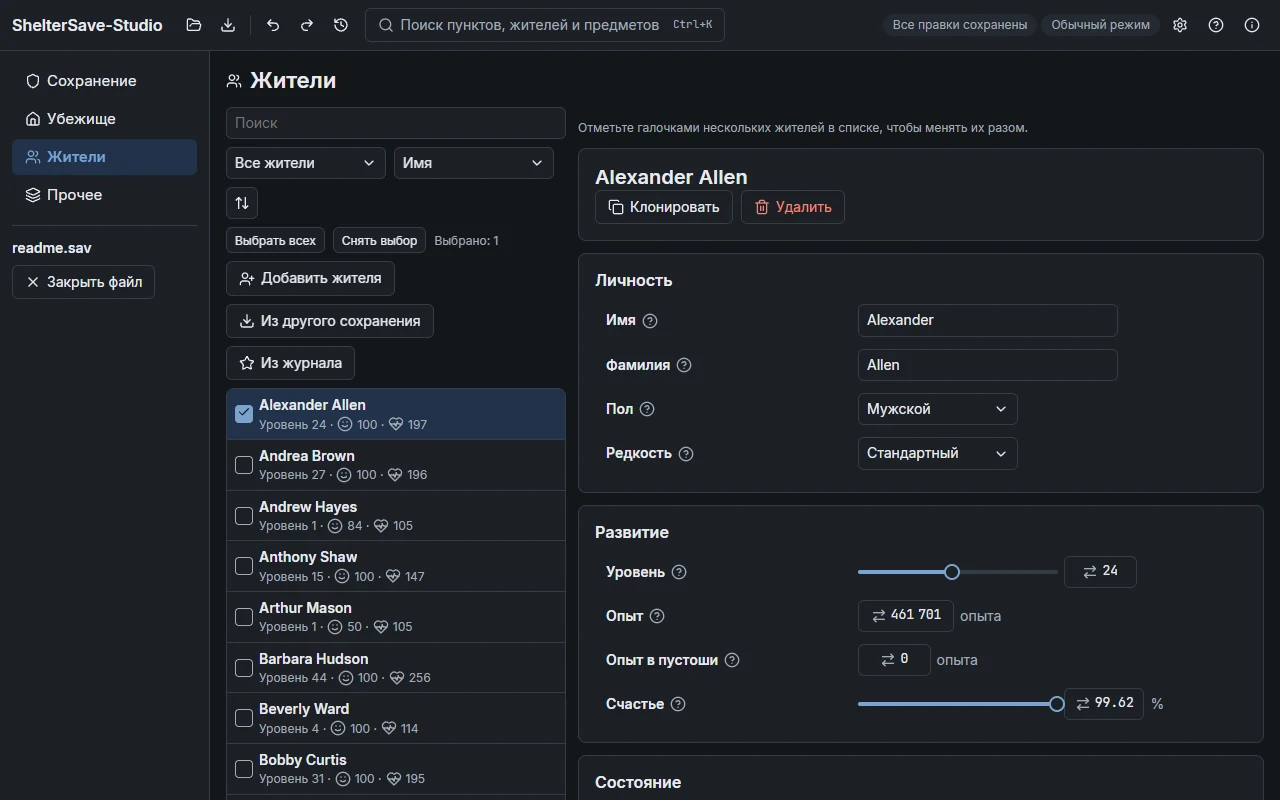 ShelterSave-Studio
Поиск пунктов, жителей и предметов Ctrl+K
Все правки сохранены
Обычный режим
Сохранение
Убежище
Жители
Прочее
readme.sav
Закрыть файл
Жители
Поиск
Все жители Имя
Выбрать всех Снять выбор Выбрано: 1
Добавить жителя
Из другого сохранения
Из журнала
Alexander Allen
Уровень 24 · 100 · 197
Andrea Brown
Уровень 27 · 100 · 196
Andrew Hayes
Уровень 1 · 84 · 105
Anthony Shaw
Уровень 15 · 100 · 147
Arthur Mason
Уровень 1 · 50 · 105
Barbara Hudson
Уровень 44 · 100 · 256
Beverly Ward
Уровень 4 · 100 · 114
Bobby Curtis
Уровень 31 · 100 · 195
Отметьте галочками нескольких жителей в списке, чтобы менять их разом.
Alexander Allen
Клонировать Удалить
Личность
Имя Alexander
Фамилия Allen
Пол Мужской
Редкость Стандартный
Развитие
Уровень 24
Опыт 461 701 опыта
Опыт в пустоши 0 опыта
Счастье 99.62 %
Состояние